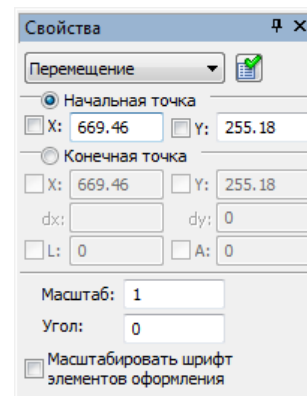 Свойства
Перемещение
Начальная точка
X: 669.46 Y: 255.18
Конечная точка
X: 669.46 Y: 255.18
dx: dy: 0
L: 0 A: 0
Масштаб: 1
Угол: 0
Масштабировать шрифт
элементов оформления